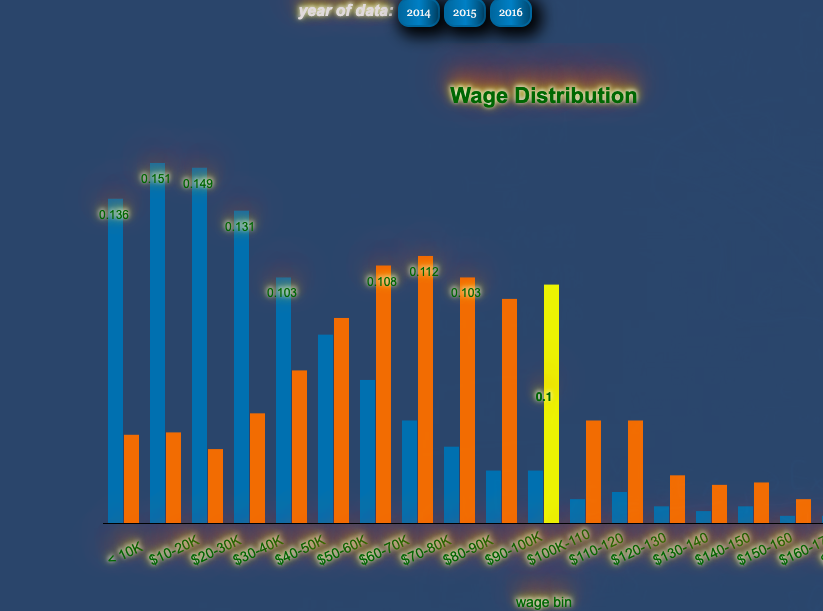 year of data: 2014 2015 2016
Wage Distribution
0.151
0.149
0.136
0.131
0.112
0.108
0.103 0.103
0.1
< 10K $10-20K $20-30K $30-40K $40-50K $50-60K $60-70K $70-80K $80-90K $90-100K $100K-110 $110-120 $120-130 $130-140 $140-150 $150-160
wage bin